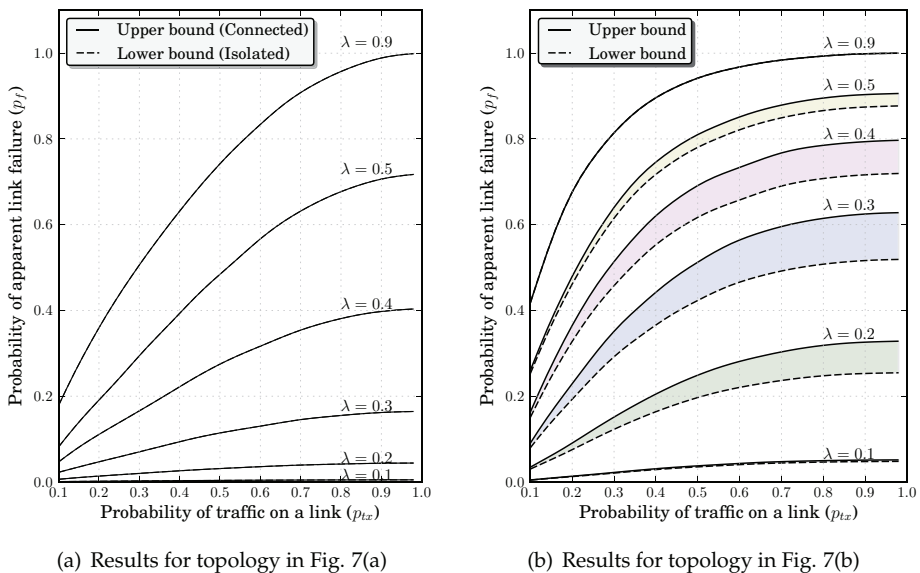 Upper bound (Connected)
Lower bound (Isolated)
λ = 0.9
λ = 0.5
λ = 0.4
λ = 0.3
λ = 0.2
λ = 0.1
1.0
0.8
0.6
0.4
0.2
0.0
0.1 0.2 0.3 0.4 0.5 0.6 0.7 0.8 0.9 1.0
Probability of apparent link failure (p_f)
Probability of traffic on a link (p_tx)
(a) Results for topology in Fig. 7(a)
Upper bound
Lower bound
λ = 0.9
λ = 0.5
λ = 0.4
λ = 0.3
λ = 0.2
λ = 0.1
1.0
0.8
0.6
0.4
0.2
0.0
0.1 0.2 0.3 0.4 0.5 0.6 0.7 0.8 0.9 1.0
Probability of apparent link failure (p_f)
Probability of traffic on a link (p_tx)
(b) Results for topology in Fig. 7(b)